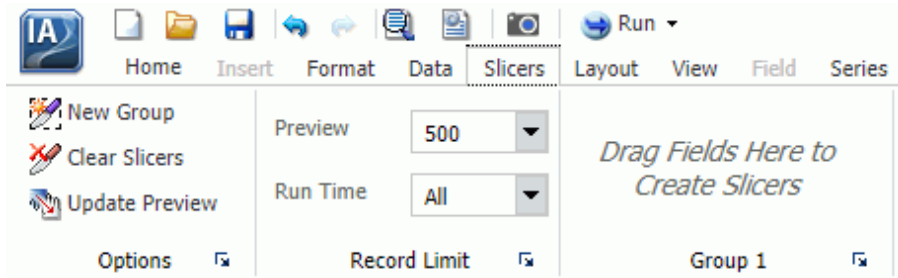 IA
Run
Home Insert Format Data Slicers Layout View Field Series
New Group
Clear Slicers
Update Preview
Options
Preview 500
Run Time All
Record Limit
Drag Fields Here to
Create Slicers
Group 1